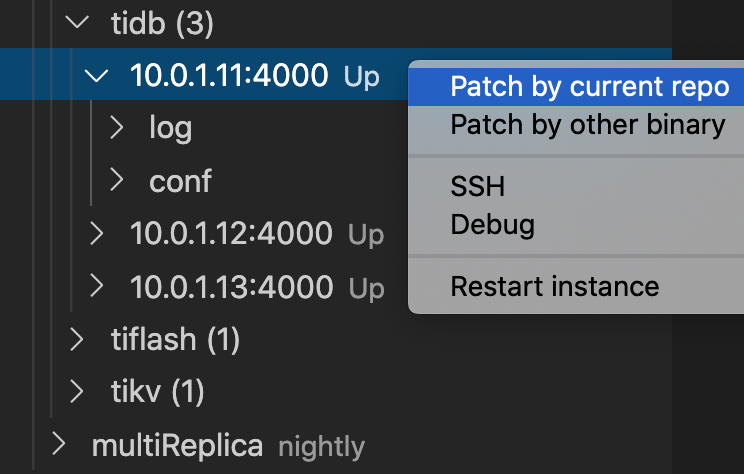 tidb (3)
10.0.1.11:4000 Up
Patch by current repo
Patch by other binary
log
conf
SSH
Debug
10.0.1.12:4000 Up
10.0.1.13:4000 Up
Restart instance
tiflash (1)
tikv (1)
multiReplica nightly